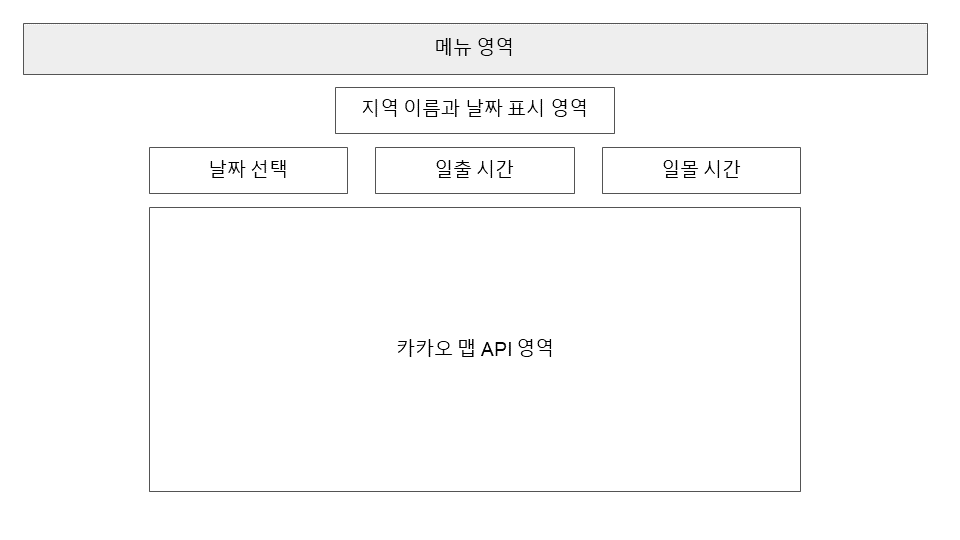 메뉴 영역
지역 이름과 날짜 표시 영역
날짜 선택
일출 시간
일몰 시간
카카오 맵 API 영역